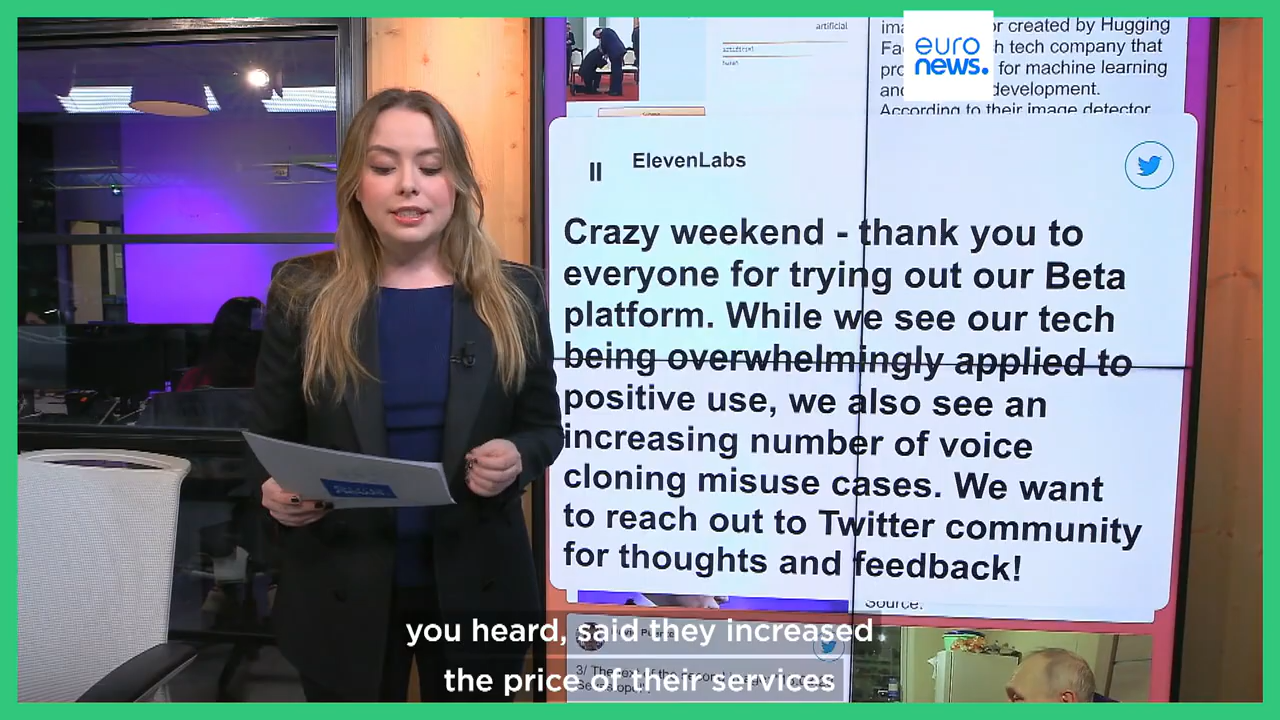 artificial
artificial
human
or created by Hugging
h tech company that
for machine learning
development.
According to their image detector
euro
news.
ElevenLabs
Crazy weekend - thank you to
everyone for trying out our Beta
platform. While we see our tech
being overwhelmingly applied to
positive use, we also see an
increasing number of voice
cloning misuse cases. We want
to reach out to Twitter community
for thoughts and feedback!
Source:
you heard, said they increased
the price of their services